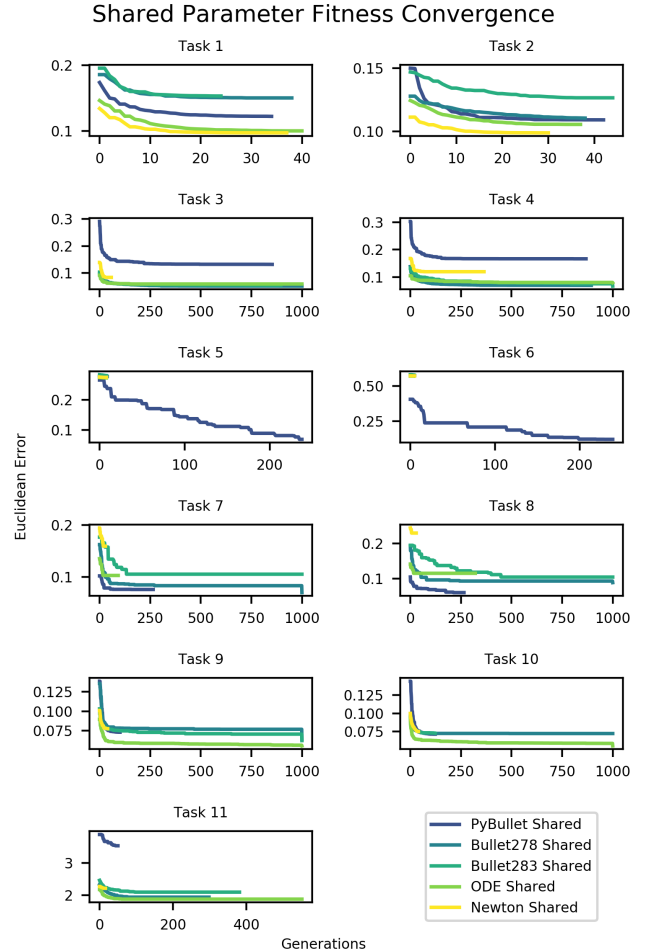 Shared Parameter Fitness Convergence
Task 1
Task 2
0.2
0.1
0 10 20 30 40
0.15
0.10
0 10 20 30 40
Task 3
Task 4
0.3
0.2
0.1
0 250 500 750 1000
0.3
0.2
0.1
0 250 500 750 1000
Task 5
Task 6
0.2
0.1
0 100 200
0.50
0.25
0 100 200
Euclidean Error
Task 7
Task 8
0.2
0.1
0 250 500 750 1000
0.2
0.1
0 250 500 750 1000
Task 9
Task 10
0.125
0.100
0.075
0 250 500 750 1000
0.125
0.100
0.075
0 250 500 750 1000
Task 11
3
2
0 200 400
PyBullet Shared
Bullet278 Shared
Bullet283 Shared
ODE Shared
Newton Shared
Generations